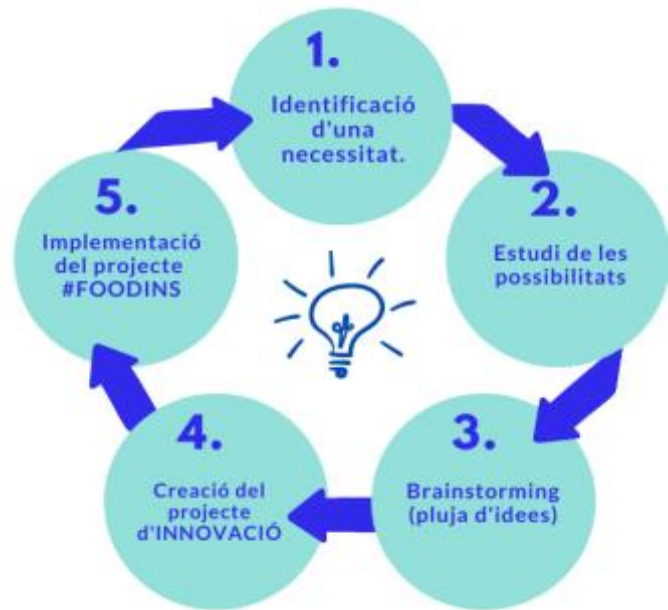 1.
Identificació
d'una
necessitat.
2.
Estudi de les
possibilitats
3.
Brainstorming
(pluja d'idees)
4.
Creació del
projecte
d'INNOVACIÓ
5.
Implementació
del projecte
#FOODINS